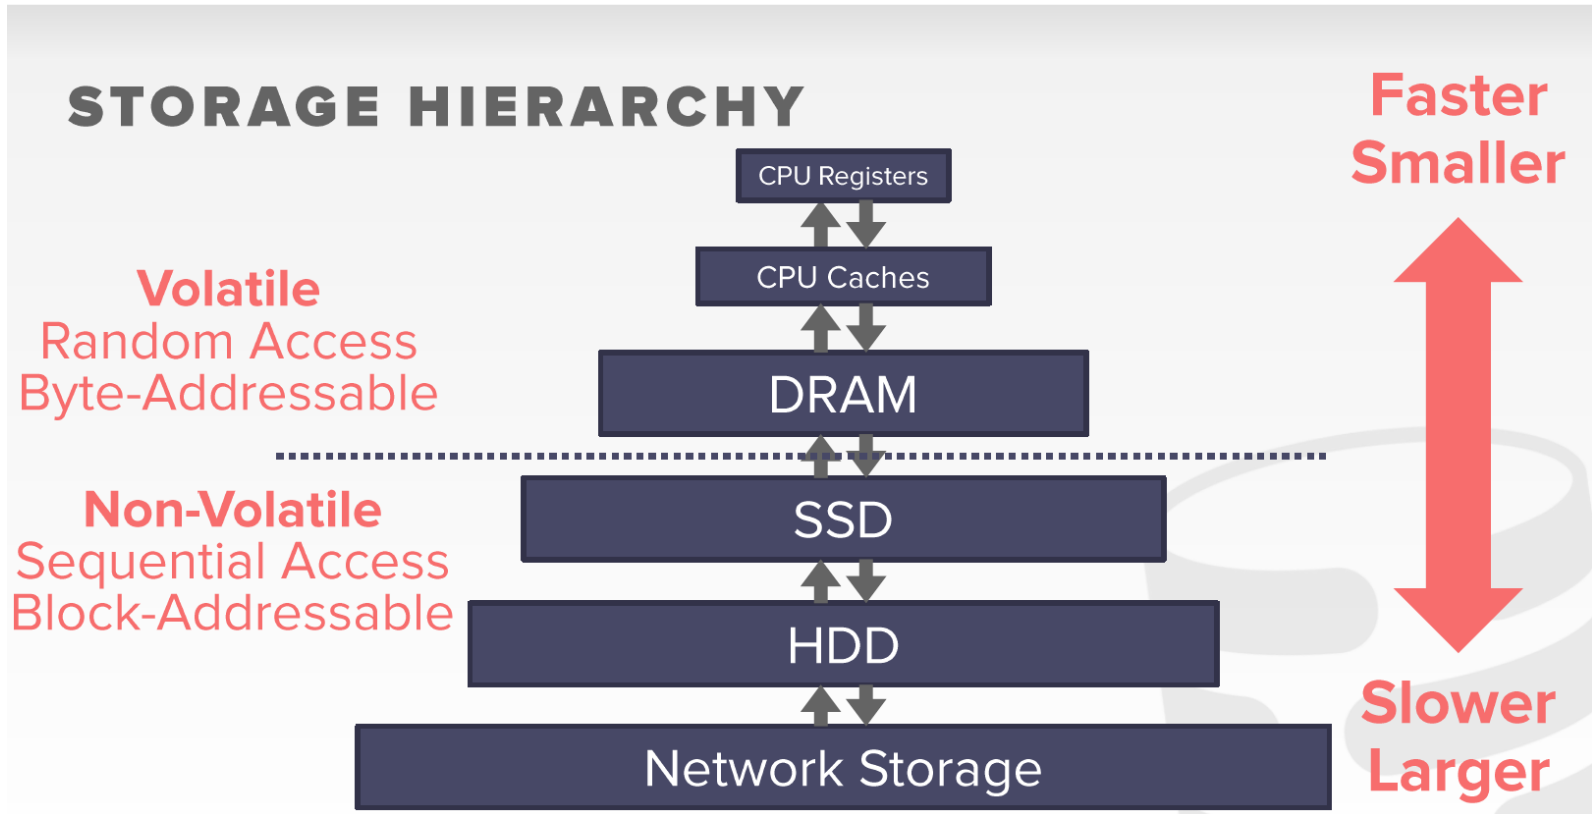 STORAGE HIERARCHY
Faster
Smaller
CPU Registers
CPU Caches
Volatile
Random Access
Byte-Addressable
DRAM
Non-Volatile
Sequential Access
Block-Addressable
SSD
HDD
Network Storage
Slower
Larger